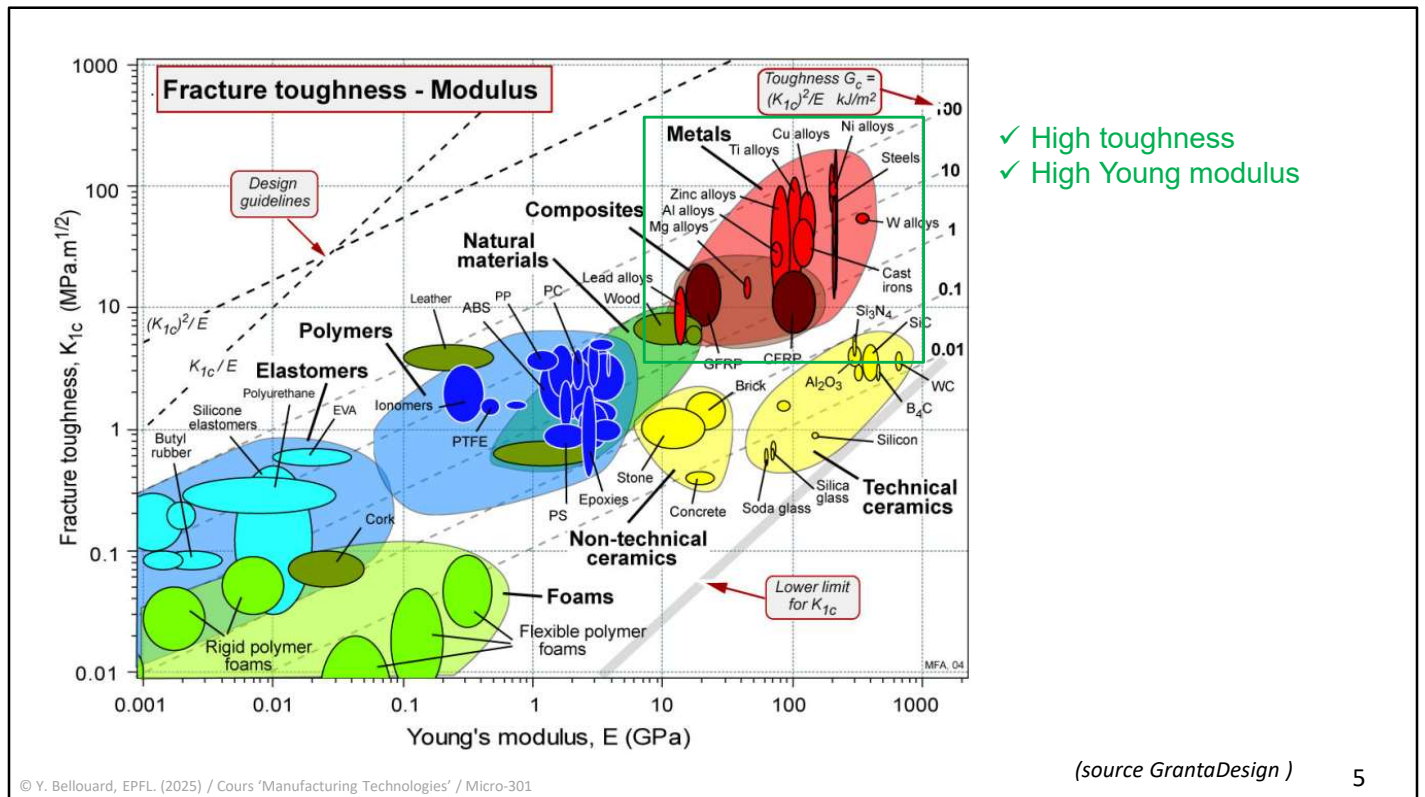 Fracture toughness - Modulus
Toughness Gc =
(K1c)²/E kJ/m²
Design
guidelines
(K1c)²/E
K1c/E
1000
100
10
1
0.1
0.01
Fracture toughness, K1c (MPa.m1/2)
0.001
0.01
0.1
1
10
100
1000
Young's modulus, E (GPa)
10
1
0.1
0.01
Metals
Ti alloys
Cu alloys
Ni alloys
Steels
Zinc alloys
Al alloys
Mg alloys
W alloys
Cast
irons
Composites
Lead alloys
GFRP
CFRP
Natural
materials
Wood
Leather
Polymers
ABS
PP
PC
Ionomers
PTFE
PS
Epoxies
Elastomers
Polyurethane
Silicone
elastomers
EVA
Butyl
rubber
Cork
Foams
Rigid polymer
foams
Flexible polymer
foams
Brick
Stone
Concrete
Non-technical
ceramics
Si3N4
SiC
Al2O3
WC
B4C
Silicon
Silica
glass
Soda glass
Technical
ceramics
Lower limit
for K1c
MFA, 04
✓ High toughness
✓ High Young modulus
© Y. Bellouard, EPFL. (2025) / Cours 'Manufacturing Technologies' / Micro-301
(source GrantaDesign )
5